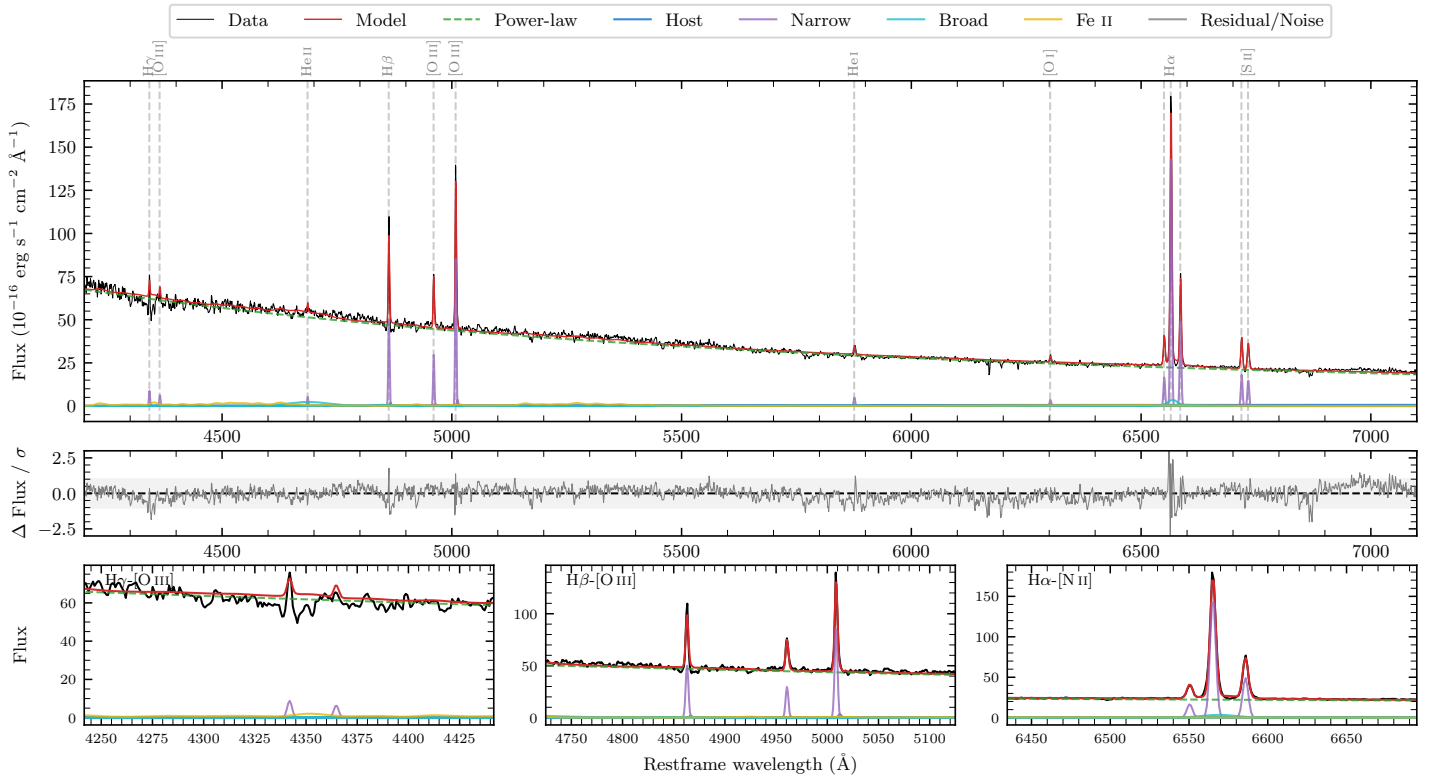 Data Model Power-law Host Narrow Broad Fe II Residual/Noise
Hγ [O III] He II Hβ [O III] [O III] He I [O I] Hα [S II]
Flux (10⁻¹⁶ erg s⁻¹ cm⁻² Å⁻¹)
175
150
125
100
75
50
25
0
4500 5000 5500 6000 6500 7000
Δ Flux / σ
2.5
0.0
−2.5
4500 5000 5500 6000 6500 7000
Flux
Hγ-[O III]
60
40
20
0
4250 4275 4300 4325 4350 4375 4400 4425
Hβ-[O III]
100
50
0
4750 4800 4850 4900 4950 5000 5050 5100
Hα-[N II]
150
100
50
0
6450 6500 6550 6600 6650
Restframe wavelength (Å)